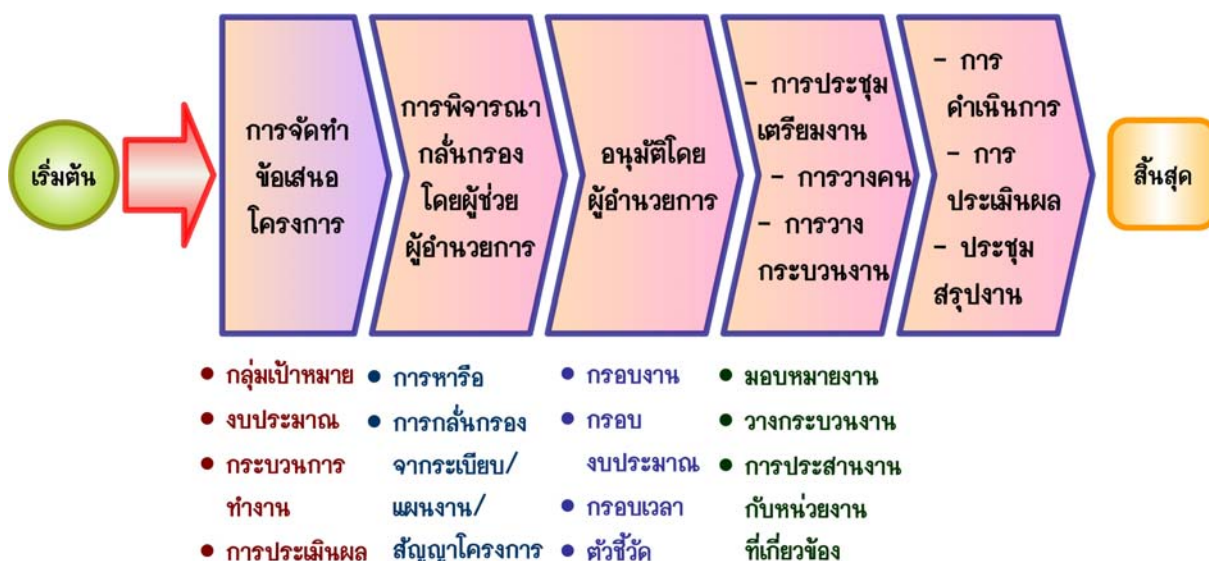 เริ่มต้น
การจัดทำ
ข้อเสนอ
โครงการ
การพิจารณา
กลั่นกรอง
โดยผู้ช่วย
ผู้อำนวยการ
อนุมัติโดย
ผู้อำนวยการ
- การประชุม
เตรียมงาน
- การวางคน
- การวาง
กระบวนงาน
- การ
ดำเนินการ
- การ
ประเมินผล
- ประชุม
สรุปงาน
สิ้นสุด
• กลุ่มเป้าหมาย
• งบประมาณ
• กระบวนการ
ทำงาน
• การประเมินผล
• การหารือ
• การกลั่นกรอง
จากระเบียบ/
แผนงาน/
สัญญาโครงการ
• กรอบงาน
• กรอบ
งบประมาณ
• กรอบเวลา
• ตัวชี้วัด
• มอบหมายงาน
• วางกระบวนงาน
• การประสานงาน
กับหน่วยงาน
ที่เกี่ยวข้อง